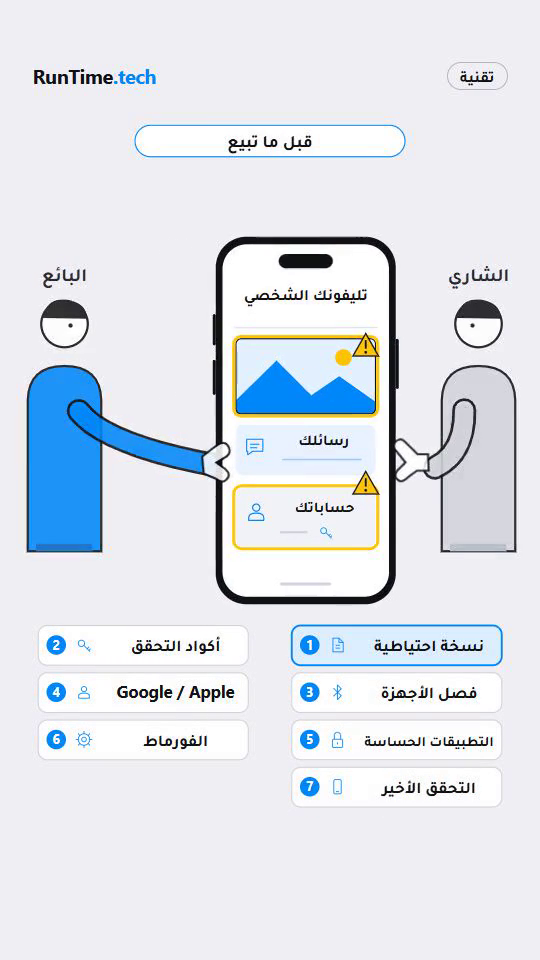 RunTime.tech
تقنية
قبل ما تبيع
الشاري
البائع
تليفونك الشخصي
رسائلك
حساباتك
1 نسخة احتياطية
2 أكواد التحقق
3 فصل الأجهزة
4 Google / Apple
5 التطبيقات الحساسة
6 الفورماط
7 التحقق الأخير